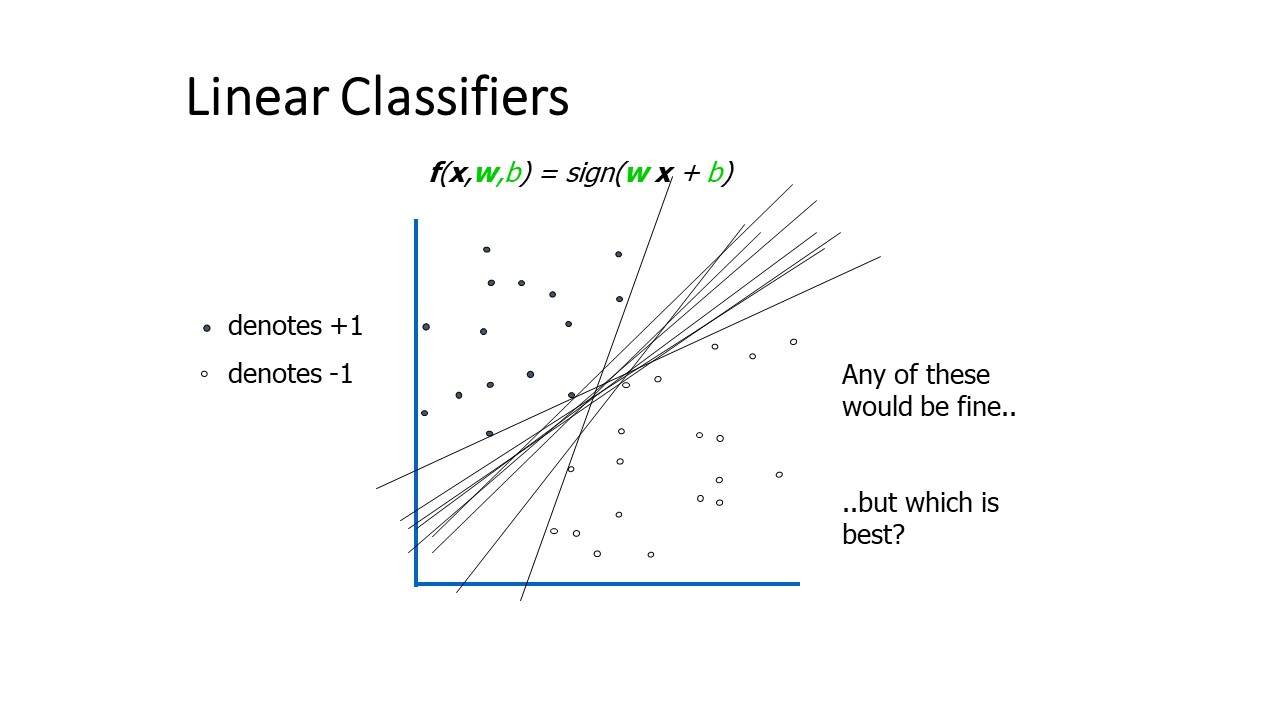 Linear Classifiers
f(x,w,b) = sign(w x + b)
denotes +1
denotes -1
Any of these
would be fine..
..but which is
best?